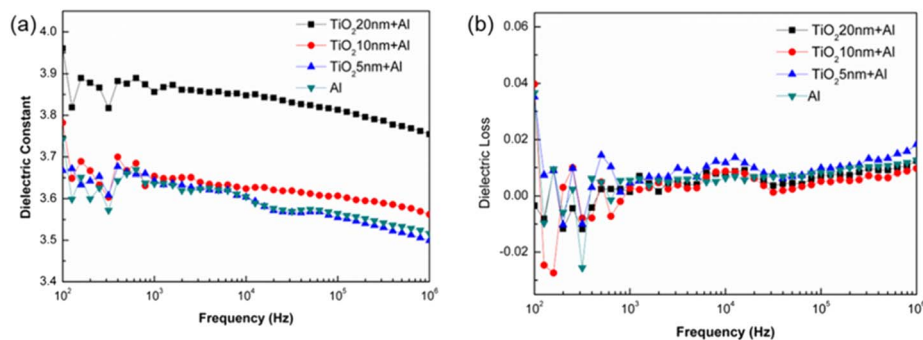 (a)
4.0
3.9
3.8
3.7
3.6
3.5
3.4
Dielectric Constant
TiO₂20nm+Al
TiO₂10nm+Al
TiO₂5nm+Al
Al
10² 10³ 10⁴ 10⁵ 10⁶
Frequency (Hz)
(b)
0.06
0.04
0.02
0.00
-0.02
Dielectric Loss
TiO₂20nm+Al
TiO₂10nm+Al
TiO₂5nm+Al
Al
10² 10³ 10⁴ 10⁵
Frequency (Hz)